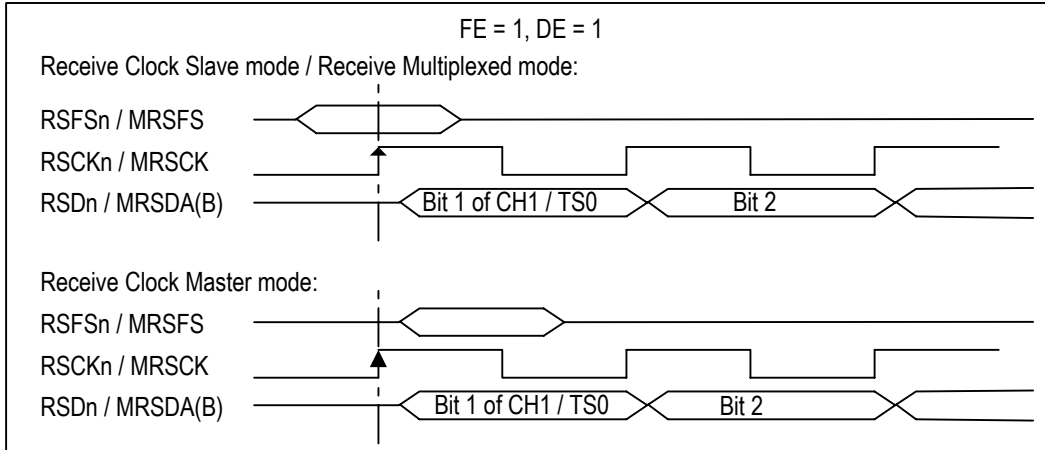 FE = 1, DE = 1
Receive Clock Slave mode / Receive Multiplexed mode:
RSFSn / MRSFS
RSCKn / MRSCK
RSDn / MRSDA(B)
Bit 1 of CH1 / TS0
Bit 2
Receive Clock Master mode:
RSFSn / MRSFS
RSCKn / MRSCK
RSDn / MRSDA(B)
Bit 1 of CH1 / TS0
Bit 2